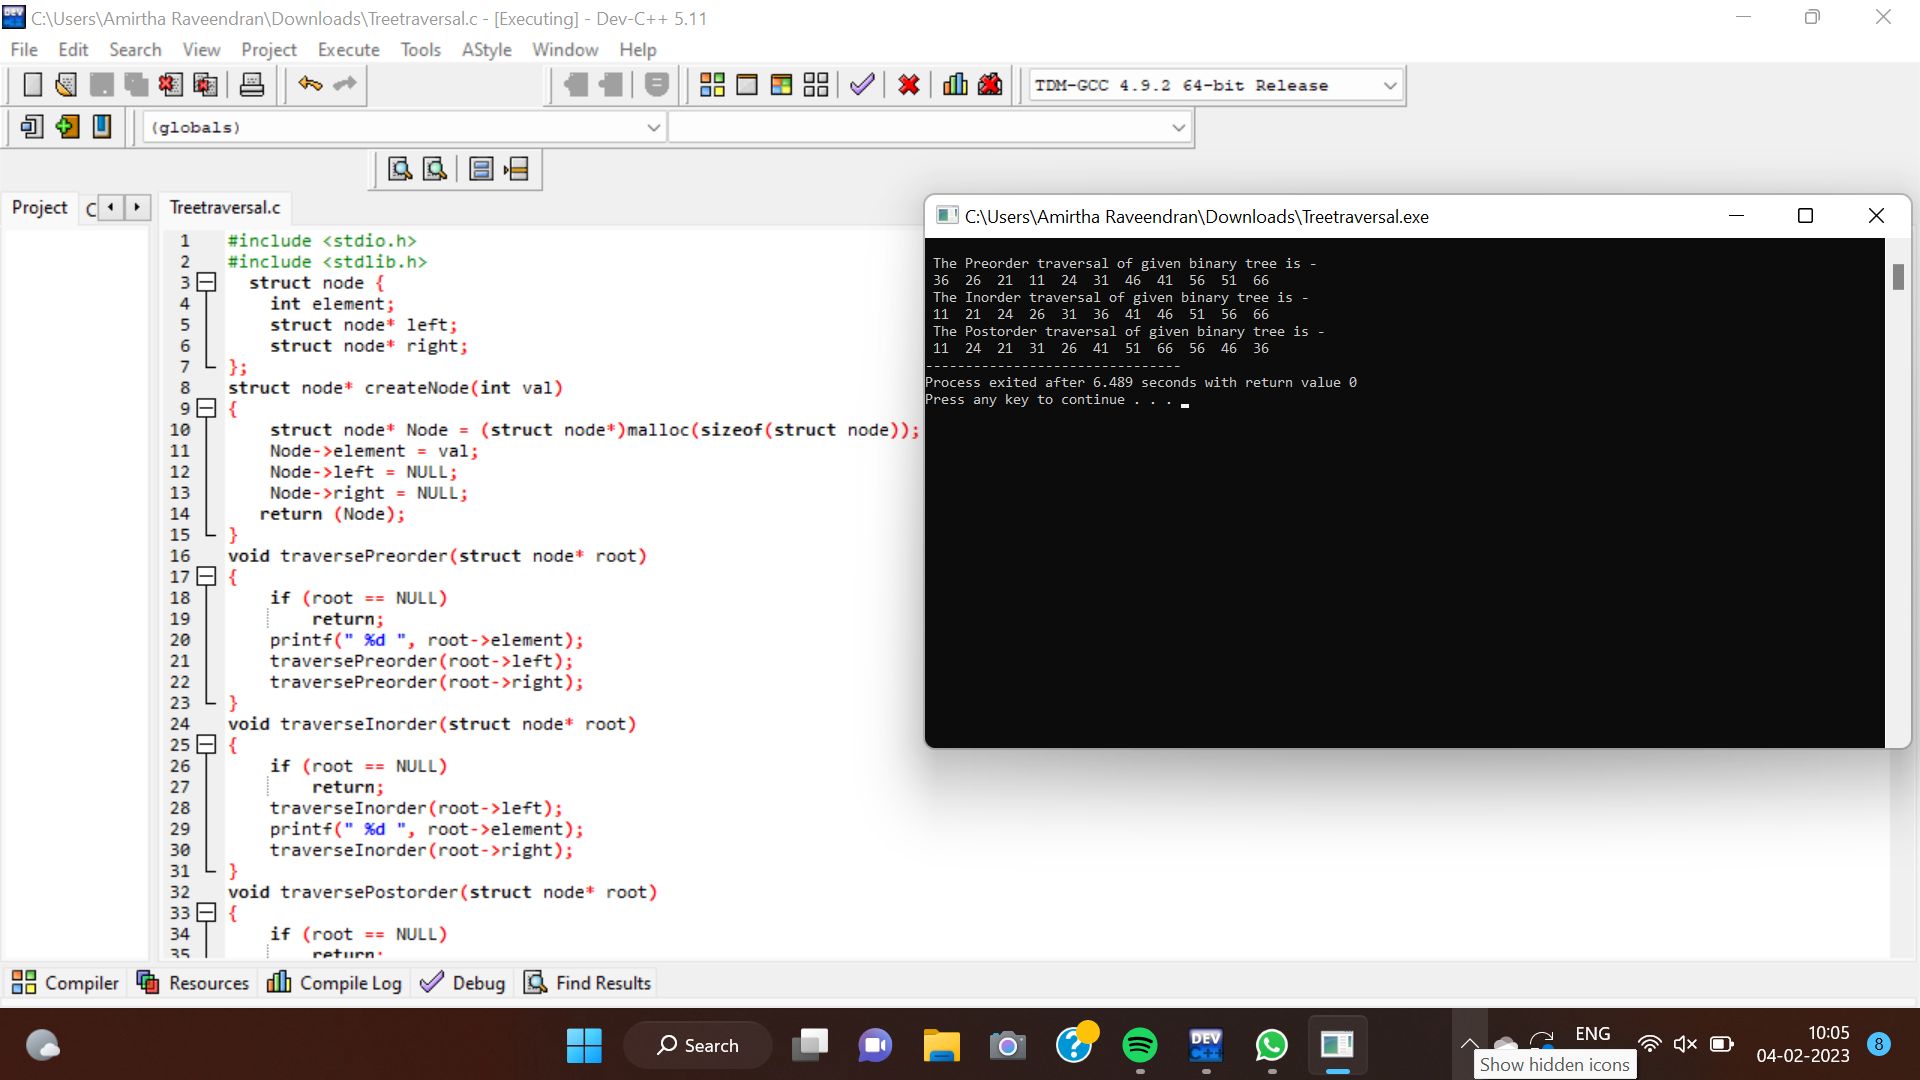 C:\Users\Amirtha Raveendran\Downloads\Treetraversal.c - [Executing] - Dev-C++ 5.11
File Edit Search View Project Execute Tools AStyle Window Help
TDM-GCC 4.9.2 64-bit Release
(globals)
Project C Treetraversal.c
1 #include <stdio.h>
2 #include <stdlib.h>
3 struct node {
4 int element;
5 struct node* left;
6 struct node* right;
7 };
8 struct node* createNode(int val)
9 {
10 struct node* Node = (struct node*)malloc(sizeof(struct node));
11 Node->element = val;
12 Node->left = NULL;
13 Node->right = NULL;
14 return (Node);
15 }
16 void traversePreorder(struct node* root)
17 {
18 if (root == NULL)
19 return;
20 printf(" %d ", root->element);
21 traversePreorder(root->left);
22 traversePreorder(root->right);
23 }
24 void traverseInorder(struct node* root)
25 {
26 if (root == NULL)
27 return;
28 traverseInorder(root->left);
29 printf(" %d ", root->element);
30 traverseInorder(root->right);
31 }
32 void traversePostorder(struct node* root)
33 {
34 if (root == NULL)
35 return;
C:\Users\Amirtha Raveendran\Downloads\Treetraversal.exe
The Preorder traversal of given binary tree is -
36 26 21 11 24 31 46 41 56 51 66
The Inorder traversal of given binary tree is -
11 21 24 26 31 36 41 46 51 56 66
The Postorder traversal of given binary tree is -
11 24 21 31 26 41 51 66 56 46 36
--------------------------------
Process exited after 6.489 seconds with return value 0
Press any key to continue . . .
Compiler Resources Compile Log Debug Find Results
Search
DEV
C++
ENG
Show hidden icons
10:05
04-02-2023
8